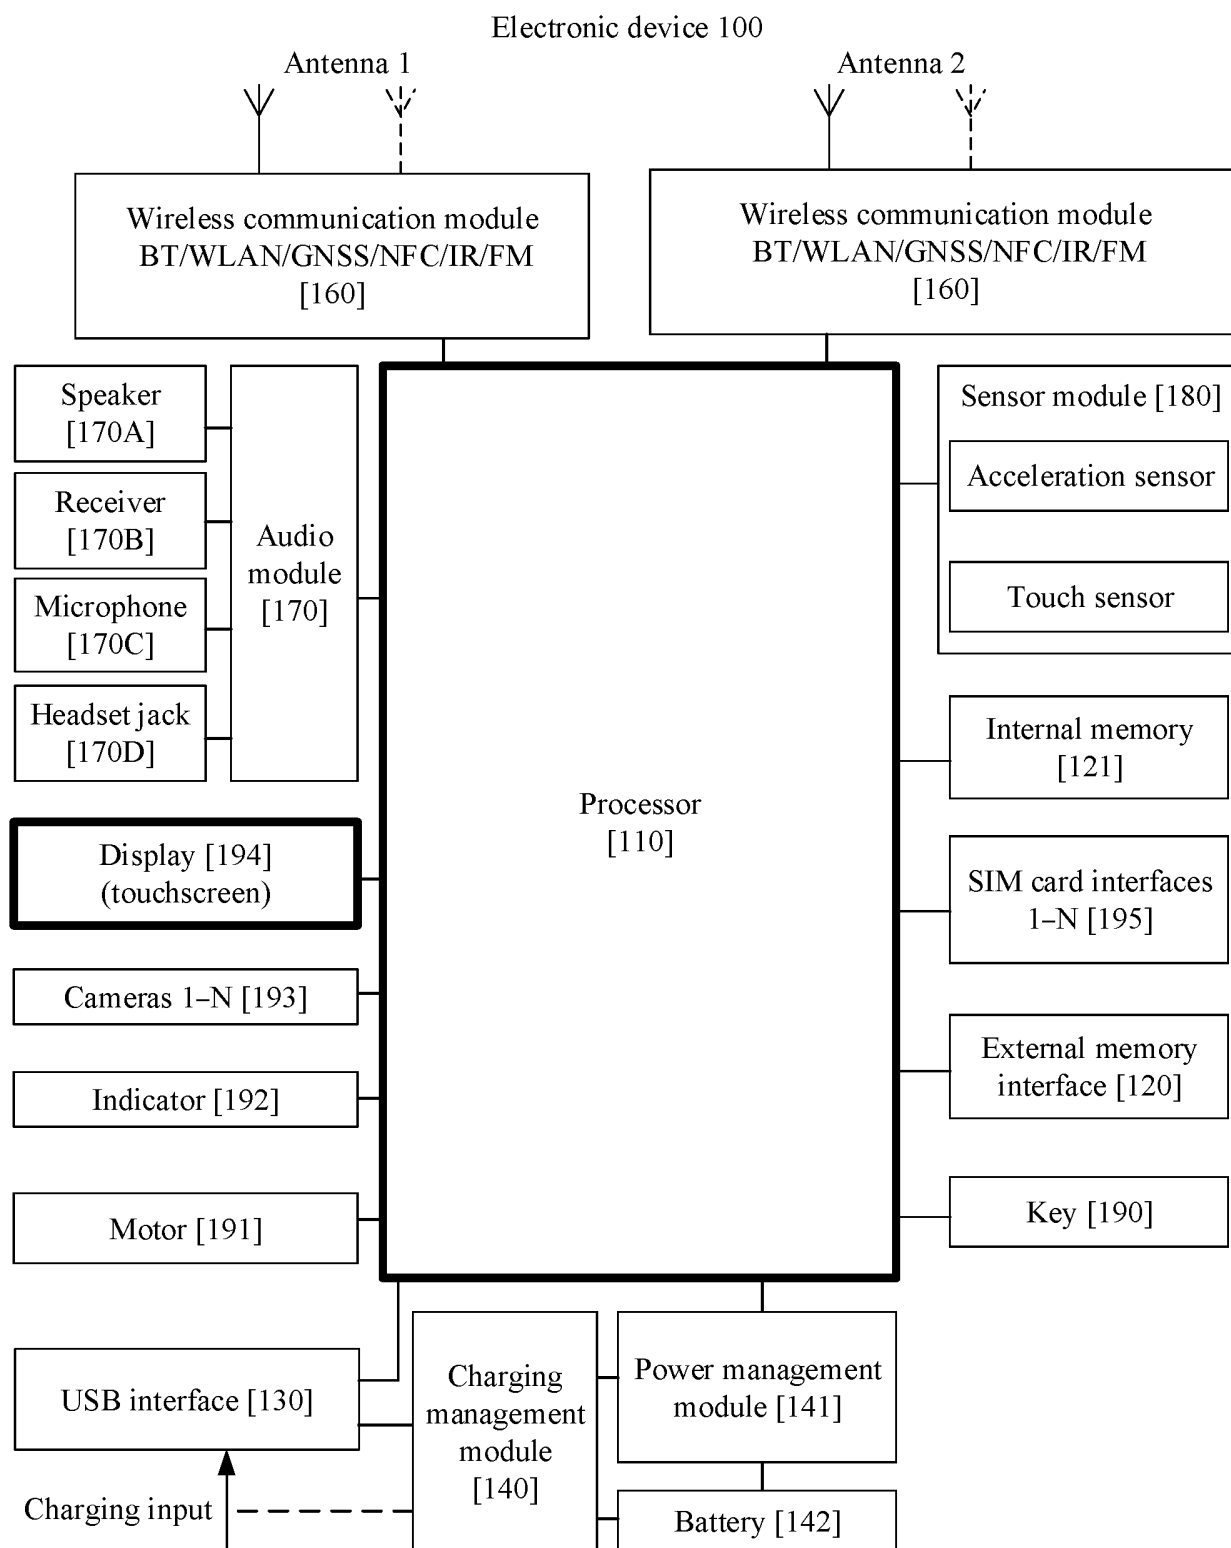 Electronic device 100
Antenna 1
Antenna 2
Wireless communication module
BT/WLAN/GNSS/NFC/IR/FM
[160]
Wireless communication module
BT/WLAN/GNSS/NFC/IR/FM
[160]
Speaker
[170A]
Receiver
[170B]
Microphone
[170C]
Headset jack
[170D]
Audio
module
[170]
Display [194]
(touchscreen)
Cameras 1–N [193]
Indicator [192]
Motor [191]
Processor
[110]
Sensor module [180]
Acceleration sensor
Touch sensor
Internal memory
[121]
SIM card interfaces
1–N [195]
External memory
interface [120]
Key [190]
USB interface [130]
Charging input
Charging
management
module
[140]
Power management
module [141]
Battery [142]